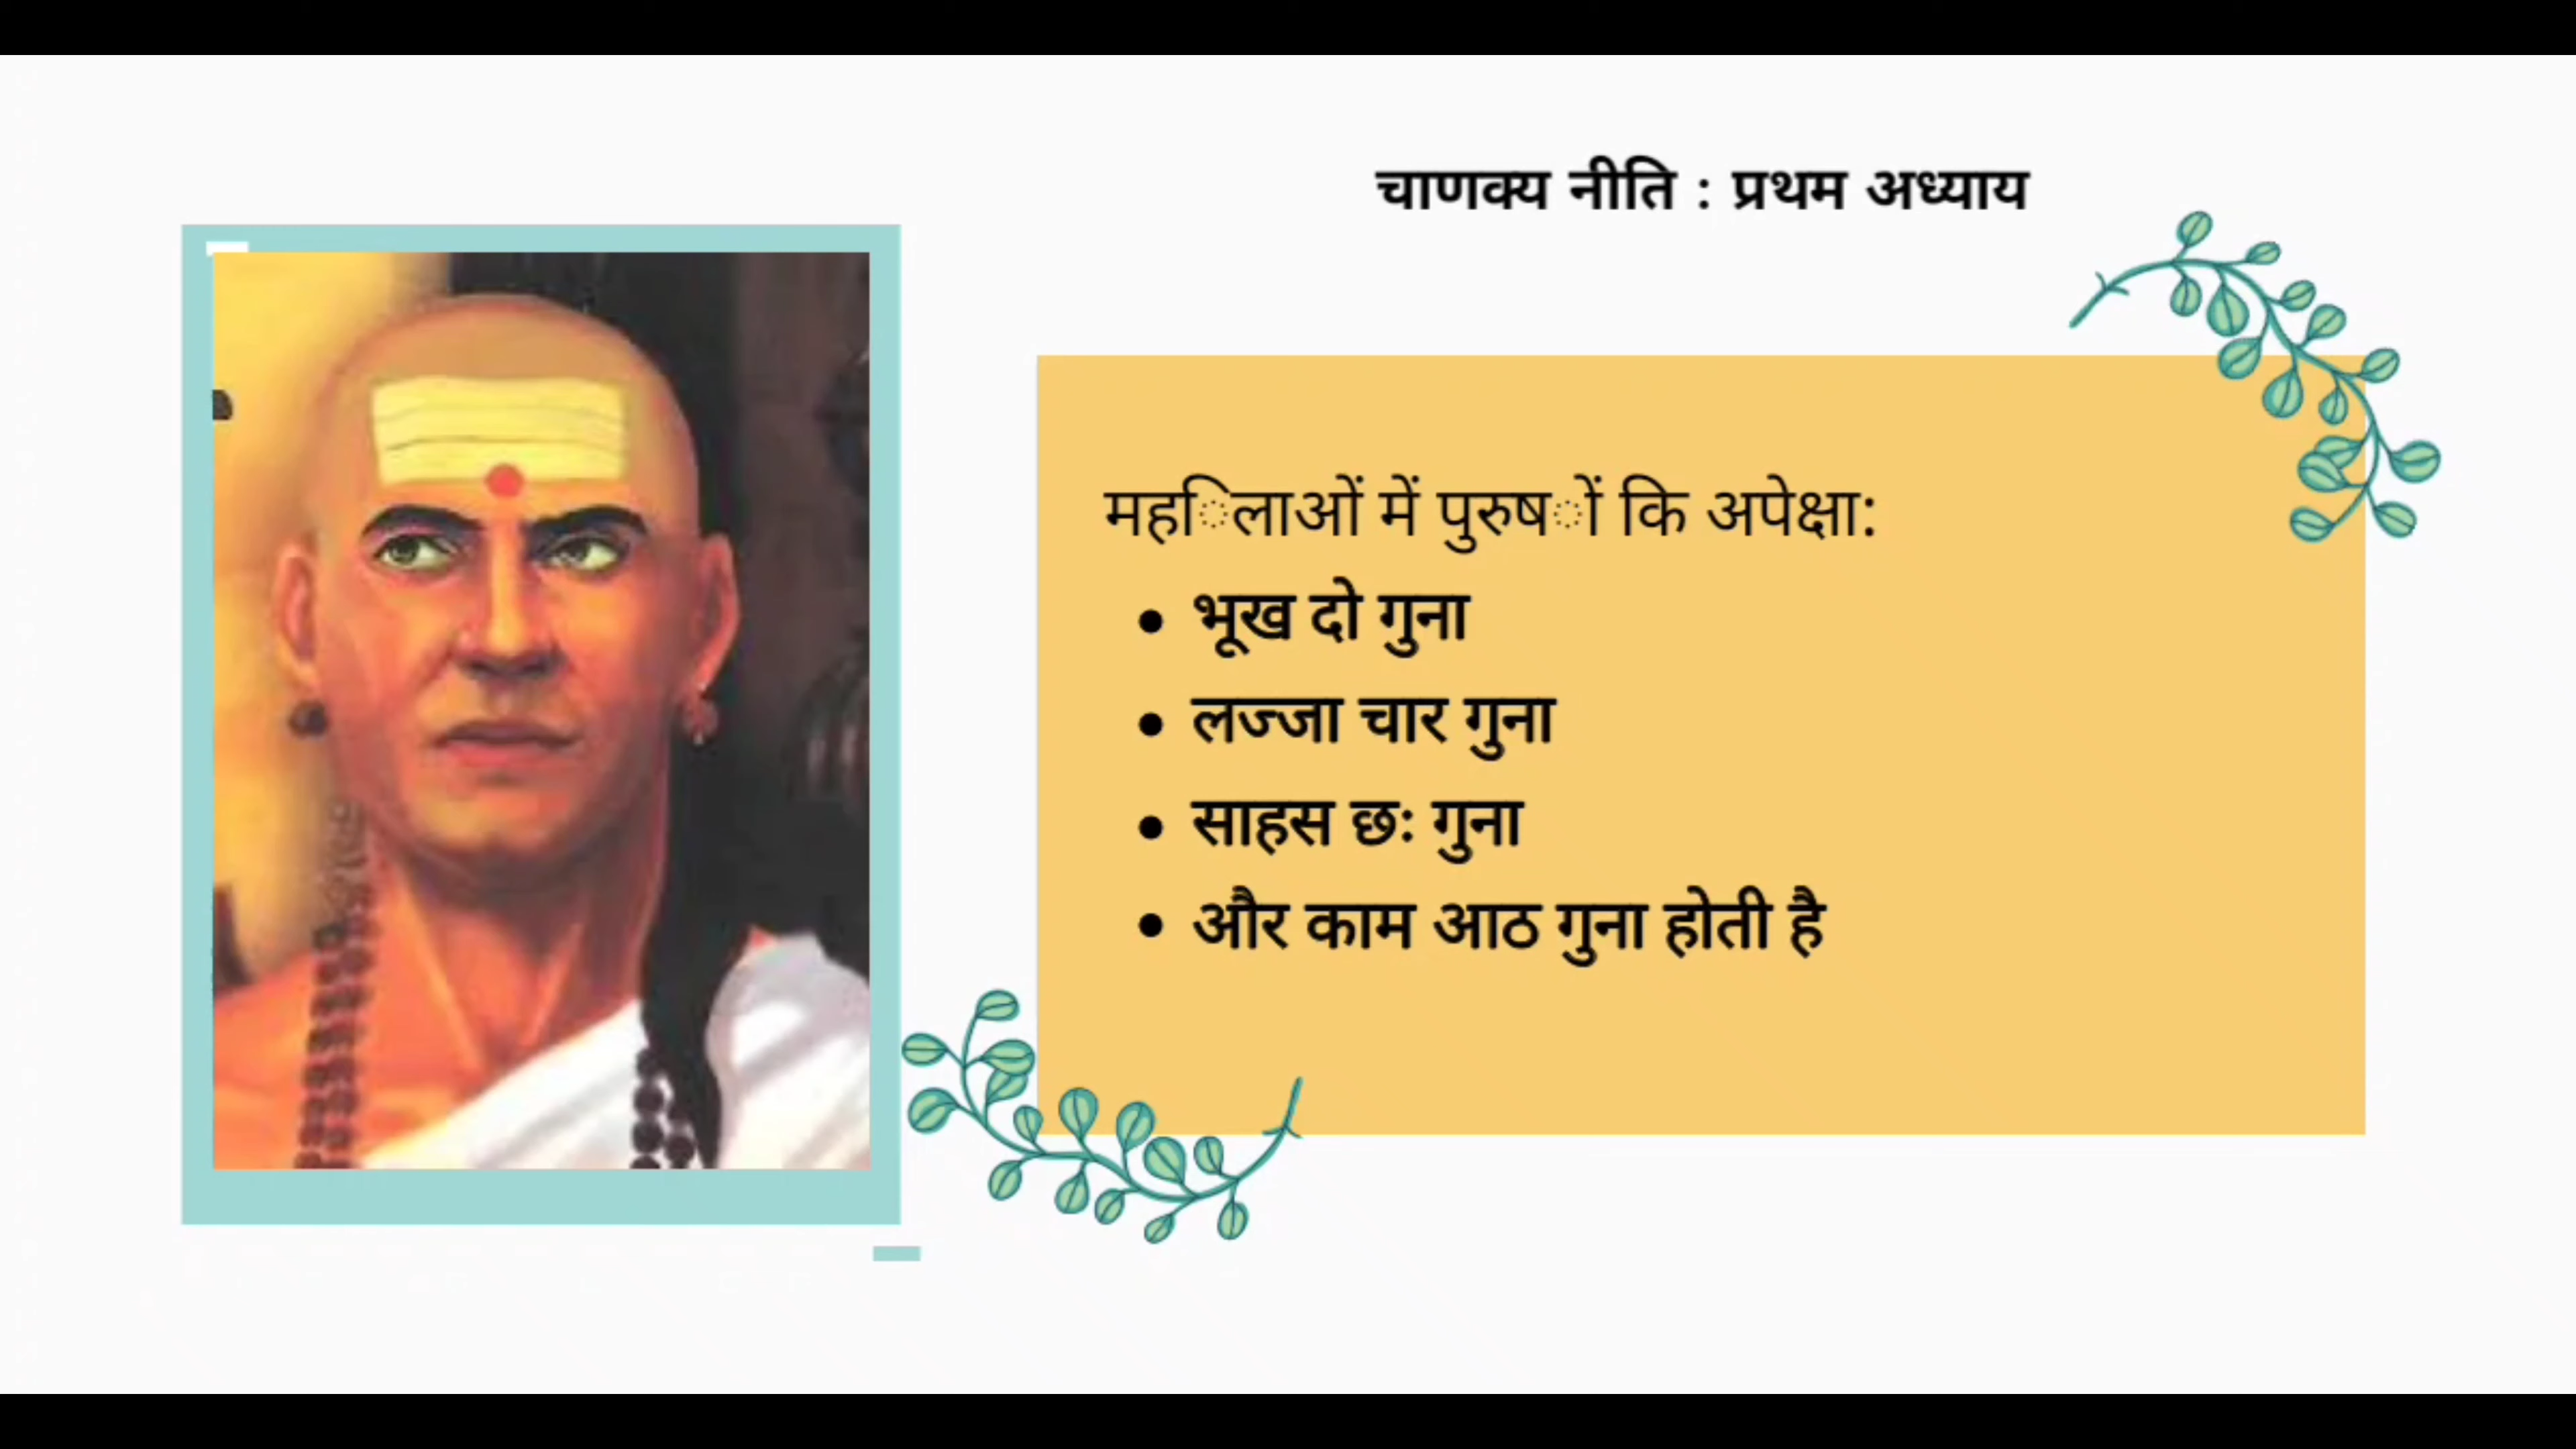 चाणक्य नीति : प्रथम अध्याय
महिलाओं में पुरुषों कि अपेक्षा:
• भूख दो गुना
• लज्जा चार गुना
• साहस छः गुना
• और काम आठ गुना होती है